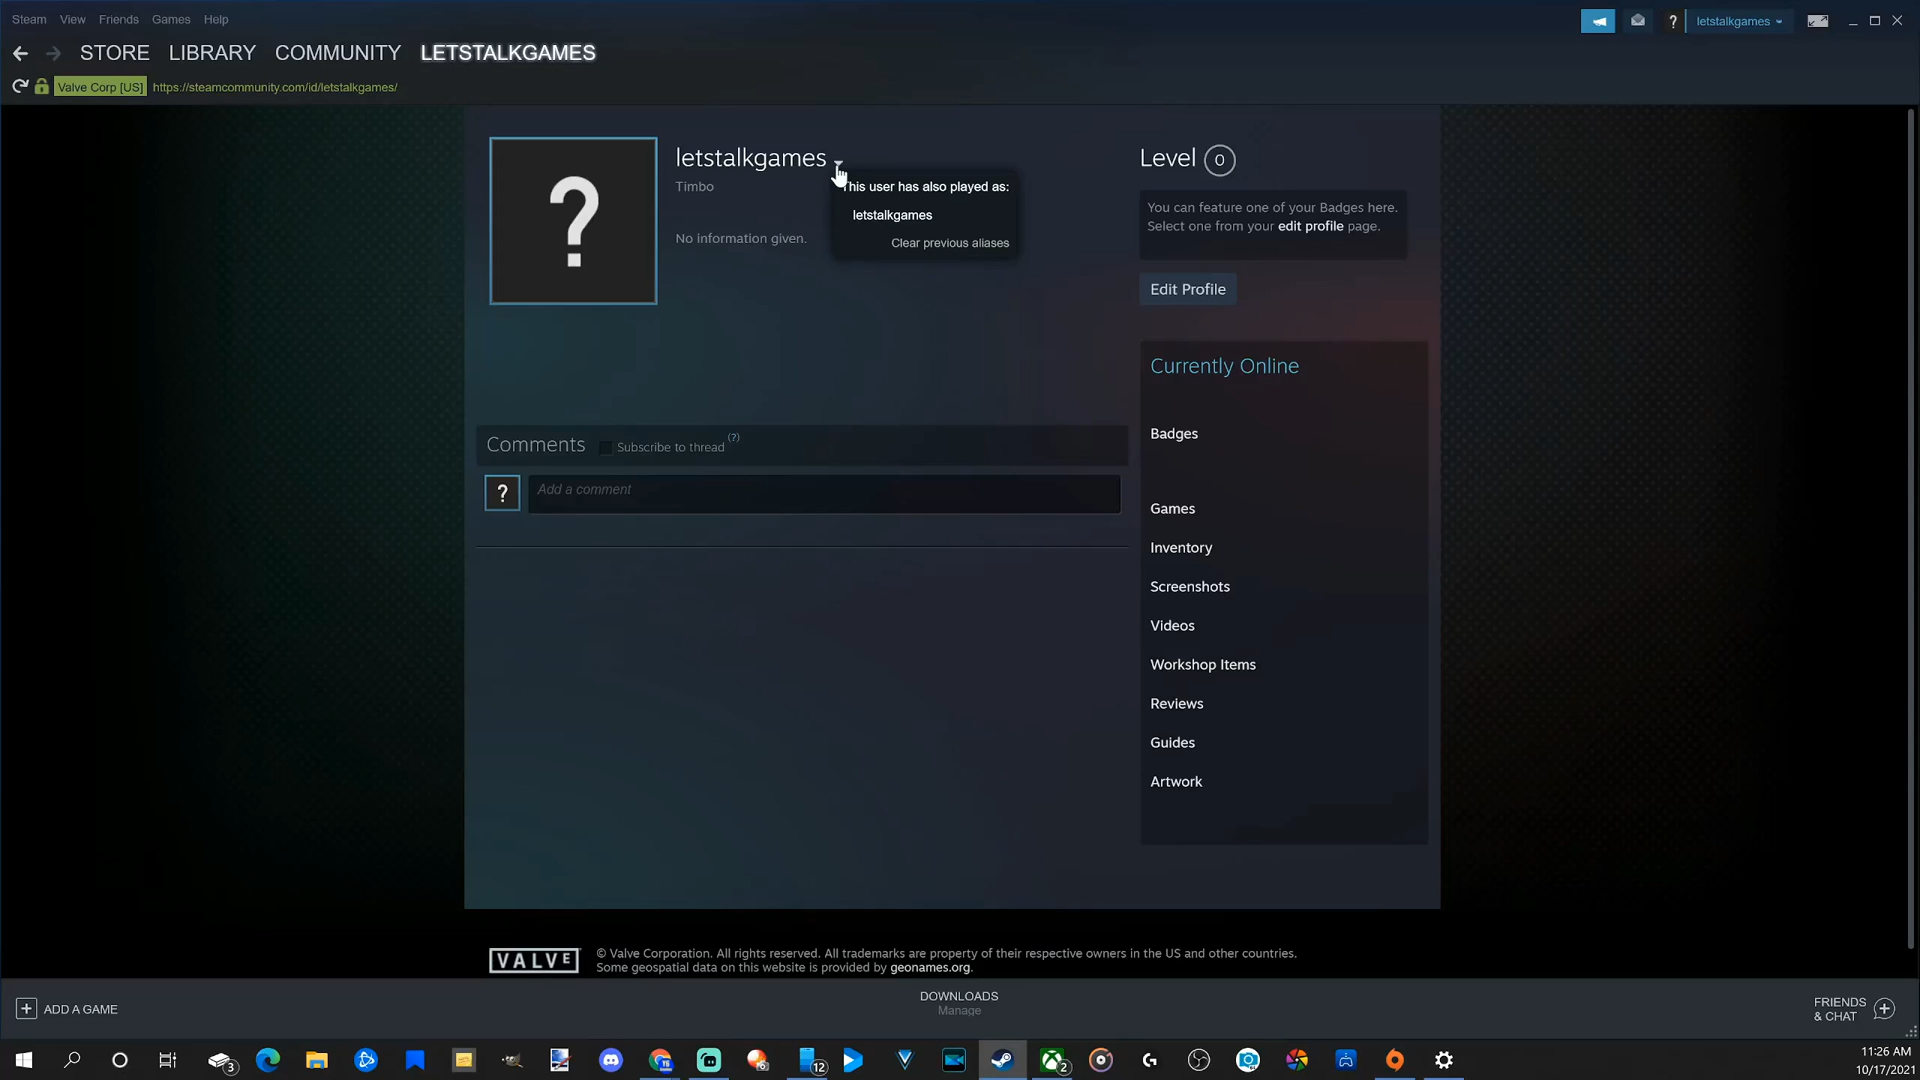 Steam View Friends Games Help
letstalkgames
STORE LIBRARY COMMUNITY LETSTALKGAMES
Valve Corp [US] https://steamcommunity.com/id/letstalkgames/
?
letstalkgames
Timbo
No information given.
This user has also played as:
letstalkgames
Clear previous aliases
Level 0
You can feature one of your Badges here.
Select one from your edit profile page.
Edit Profile
Currently Online
Badges
Games
Inventory
Screenshots
Videos
Workshop Items
Reviews
Guides
Artwork
Comments Subscribe to thread (?)
? Add a comment
VALVE
© Valve Corporation. All rights reserved. All trademarks are property of their respective owners in the US and other countries.
Some geospatial data on this website is provided by geonames.org.
ADD A GAME
DOWNLOADS
Manage
FRIENDS
& CHAT
3
12
2
11:26 AM
10/17/2021